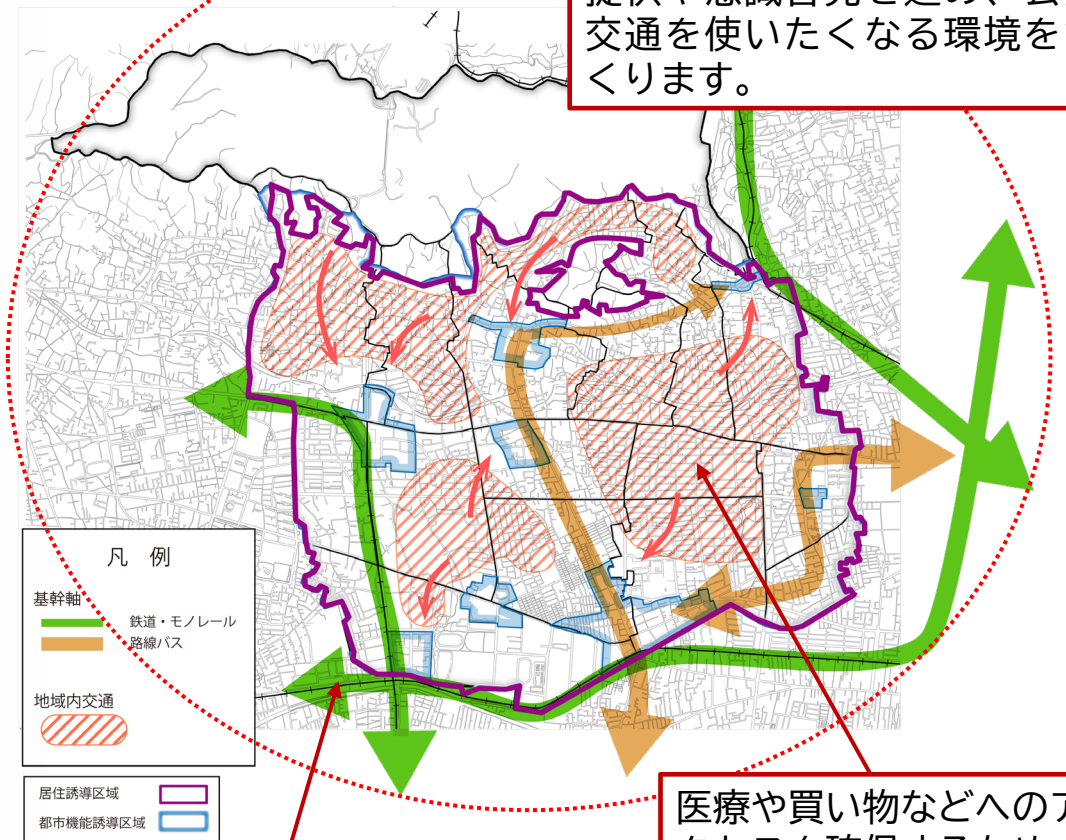 交通を使いたくなる環境を
くります。
凡 例
基幹軸
鉄道・モノレール
路線バス
地域内交通
居住誘導区域
都市機能誘導区域
医療や買い物などへのア